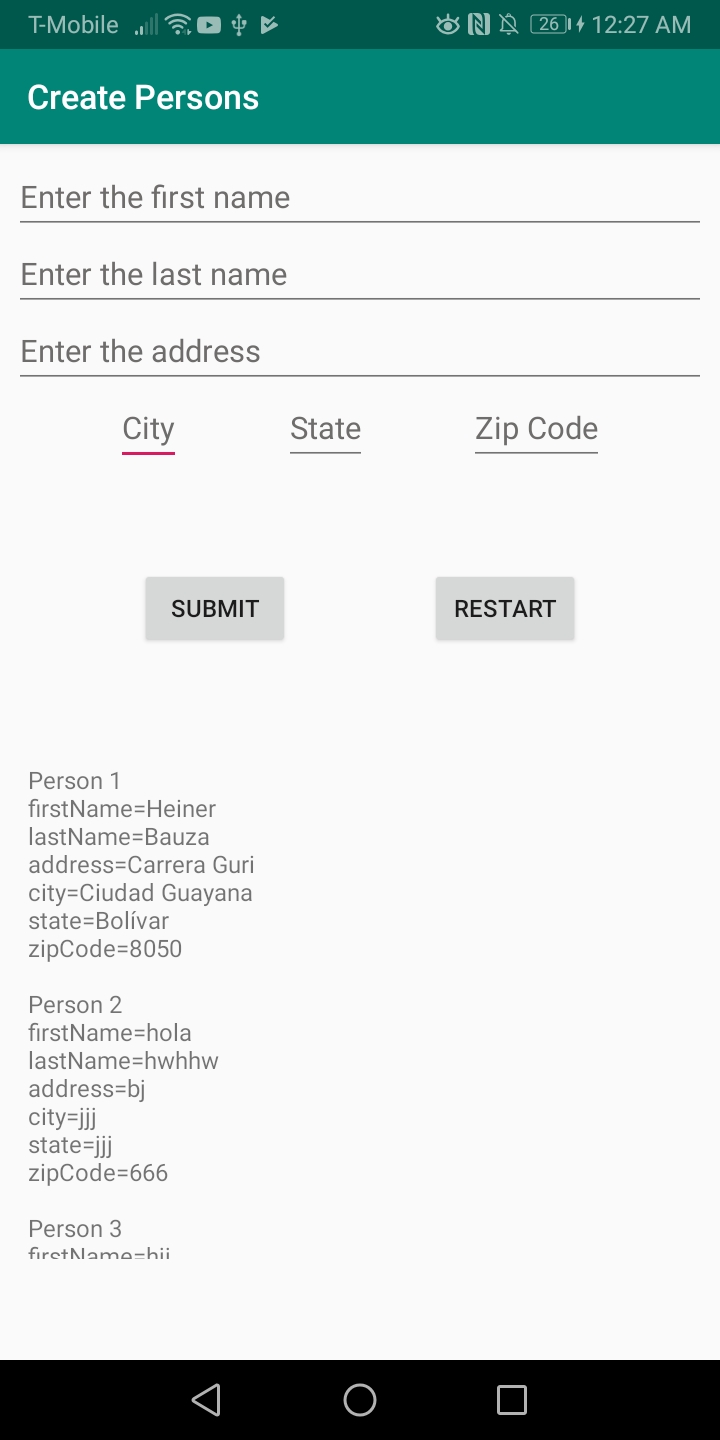 T-Mobile 26 12:27 AM
Create Persons
Enter the first name
Enter the last name
Enter the address
City State Zip Code
SUBMIT RESTART
Person 1
firstName=Heiner
lastName=Bauza
address=Carrera Guri
city=Ciudad Guayana
state=Bolívar
zipCode=8050
Person 2
firstName=hola
lastName=hwhhw
address=bj
city=jjj
state=jjj
zipCode=666
Person 3